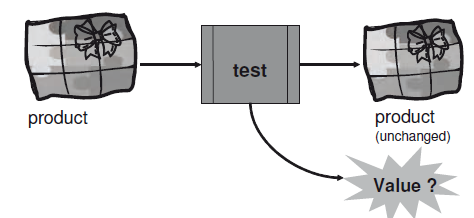 test
product
product
(unchanged)
Value ?